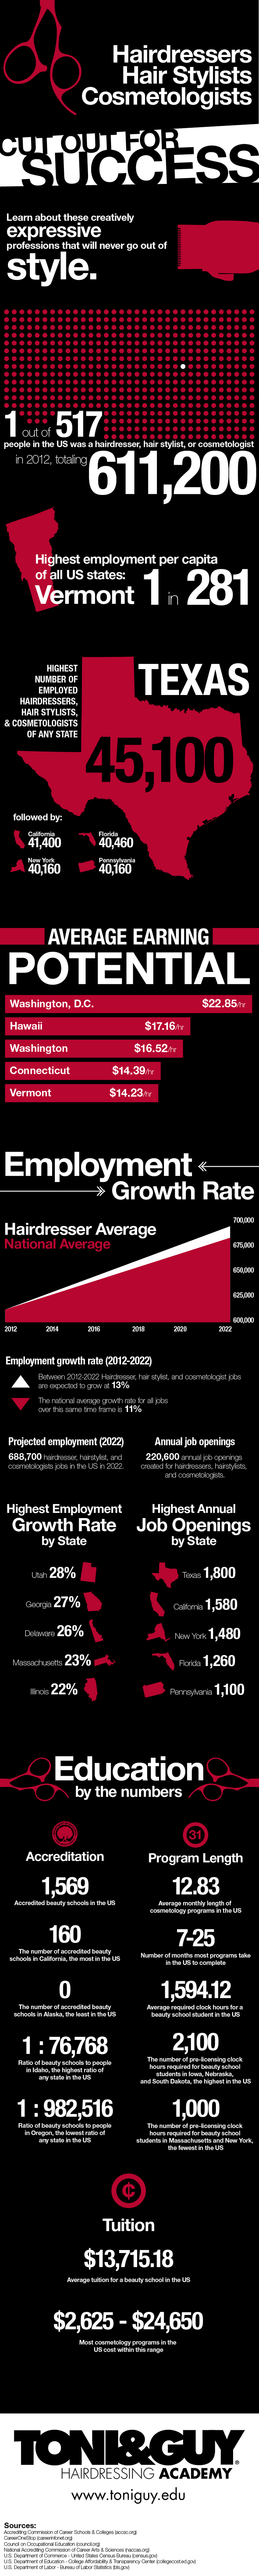 Hairdressers
Hair Stylists
Cosmetologists
CUT OUT FOR
SUCCESS
Learn about these creatively
expressive
professions that will never go out of
style.
1 out of 517
people in the US was a hairdresser, hair stylist, or cosmetologist
in 2012, totaling 611,200
Highest employment per capita
of all US states:
Vermont 1 in 281
HIGHEST
NUMBER OF
EMPLOYED
HAIRDRESSERS,
HAIR STYLISTS,
& COSMETOLOGISTS
OF ANY STATE
TEXAS
45,100
followed by:
California
41,400
Florida
40,460
New York
40,160
Pennsylvania
40,160
AVERAGE EARNING
POTENTIAL
Washington, D.C. $22.85/hr
Hawaii $17.16/hr
Washington $16.52/hr
Connecticut $14.39/hr
Vermont $14.23/hr
Employment
Growth Rate
Hairdresser Average
National Average
700,000
675,000
650,000
625,000
600,000
2012 2014 2016 2018 2020 2022
Employment growth rate (2012-2022)
Between 2012-2022 Hairdresser, hair stylist, and cosmetologist jobs
are expected to grow at 13%
The national average growth rate for all jobs
over this same time frame is 11%
Projected employment (2022)
688,700 hairdresser, hairstylist, and
cosmetologists jobs in the US in 2022.
Annual job openings
220,600 annual job openings
created for hairdressers, hairstylists,
and cosmetologists.
Highest Employment
Growth Rate
by State
Utah 28%
Georgia 27%
Delaware 26%
Massachusetts 23%
Illinois 22%
Highest Annual
Job Openings
by State
Texas 1,800
California 1,580
New York 1,480
Florida 1,260
Pennsylvania 1,100
Education
by the numbers
Accreditation
1,569
Accredited beauty schools in the US
160
The number of accredited beauty
schools in California, the most in the US
0
The number of accredited beauty
schools in Alaska, the least in the US
1 : 76,768
Ratio of beauty schools to people
in Idaho, the highest ratio of
any state in the US
1 : 982,516
Ratio of beauty schools to people
in Oregon, the lowest ratio of
any state in the US
31
Program Length
12.83
Average monthly length of
cosmetology programs in the US
7-25
Number of months most programs take
in the US to complete
1,594.12
Average required clock hours for a
beauty school student in the US
2,100
The number of pre-licensing clock
hours required for beauty school
students in Iowa, Nebraska,
and South Dakota, the highest in the US
1,000
The number of pre-licensing clock
hours required for beauty school
students in Massachusetts and New York,
the fewest in the US
¢
Tuition
$13,715.18
Average tuition for a beauty school in the US
$2,625 - $24,650
Most cosmetology programs in the
US cost within this range
TONI&GUY®
HAIRDRESSING ACADEMY
www.toniguy.edu
Sources:
Accrediting Commission of Career Schools & Colleges (accsc.org)
CareerOneStop (careerinfonet.org)
Council on Occupational Education (council.org)
National Accrediting Commission of Career Arts & Sciences (naccas.org)
U.S. Department of Commerce - United States Census Bureau (census.gov)
U.S. Department of Education - College Affordability & Transparency Center (collegecost.ed.gov)
U.S. Department of Labor - Bureau of Labor Statistics (bls.gov)